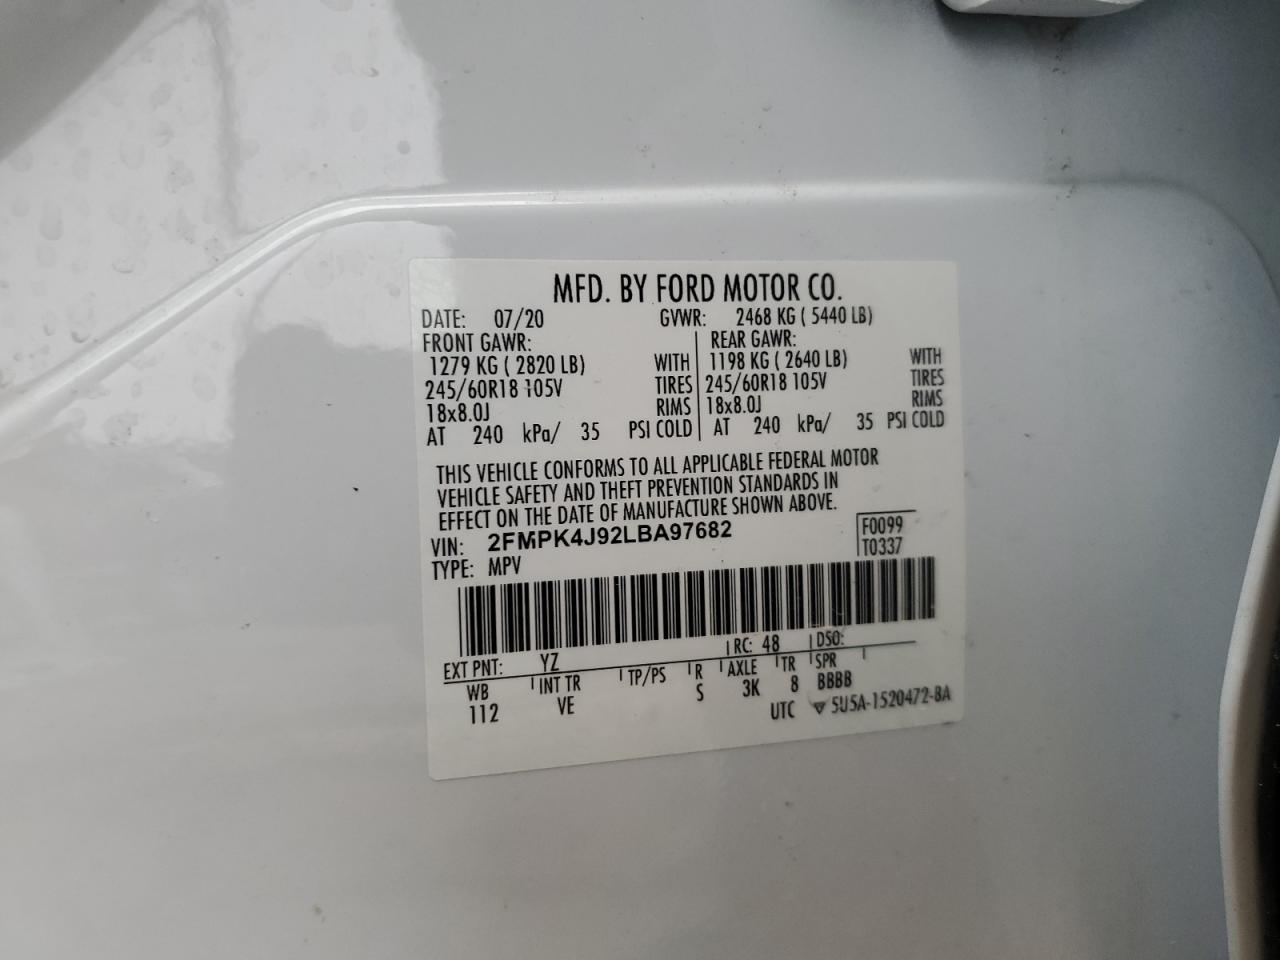 MFD. BY FORD MOTOR CO.
DATE: 07/20 GVWR: 2468 KG ( 5440 LB)
FRONT GAWR: REAR GAWR:
1279 KG ( 2820 LB) WITH 1198 KG ( 2640 LB) WITH
245/60R18 105V TIRES 245/60R18 105V TIRES
18x8.0J RIMS 18x8.0J RIMS
AT 240 kPa/ 35 PSI COLD AT 240 kPa/ 35 PSI COLD
THIS VEHICLE CONFORMS TO ALL APPLICABLE FEDERAL MOTOR
VEHICLE SAFETY AND THEFT PREVENTION STANDARDS IN
EFFECT ON THE DATE OF MANUFACTURE SHOWN ABOVE.
VIN: 2FMPK4J92LBA97682 F0099
TYPE: MPV T0337
EXT PNT: YZ RC: 48 DSO:
WB INT TR TP/PS R AXLE TR SPR
112 VE S 3K 8 BBBB
UTC 5U5A-1520472-BA